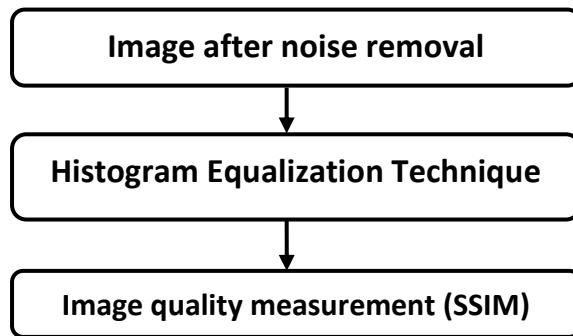 Image after noise removal
Histogram Equalization Technique
Image quality measurement (SSIM)